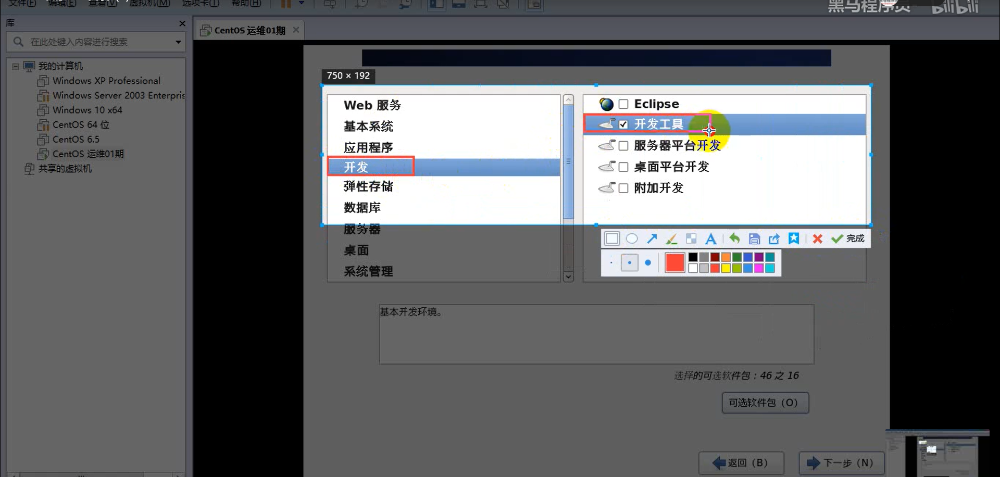 文件(F) 编辑(E) 查看(V) 虚拟机(M) 选项卡(T) 帮助(H)
黑马程序员 bilibili
库
在此处键入内容进行搜索
CentOS 运维01期
我的计算机
Windows XP Professional
Windows Server 2003 Enterpris
Windows 10 x64
CentOS 64 位
CentOS 6.5
CentOS 运维01期
共享的虚拟机
750 × 192
Web 服务
基本系统
应用程序
开发
弹性存储
数据库
服务器
桌面
系统管理
Eclipse
开发工具
服务器平台开发
桌面平台开发
附加开发
完成
基本开发环境。
选择的可选软件包：46 之 16
可选软件包（O）
返回（B）
下一步（N）